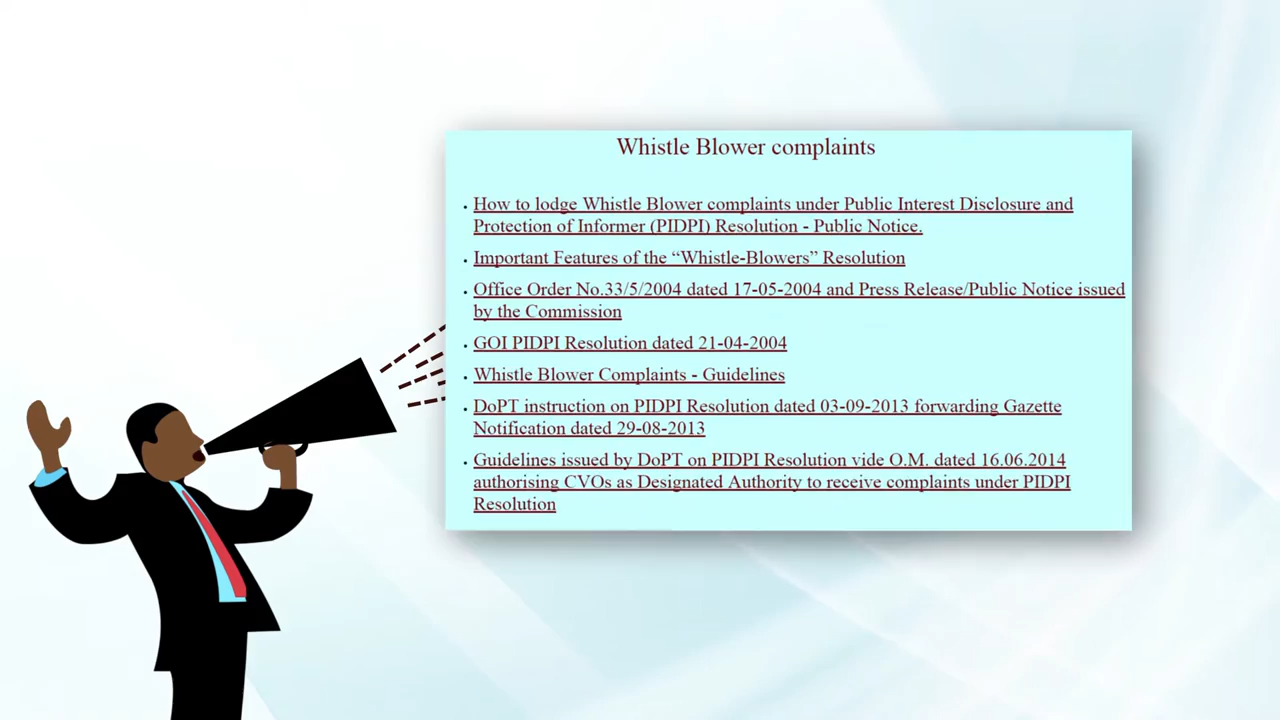 Whistle Blower complaints
• How to lodge Whistle Blower complaints under Public Interest Disclosure and
Protection of Informer (PIDPI) Resolution - Public Notice.
• Important Features of the “Whistle-Blowers” Resolution
• Office Order No.33/5/2004 dated 17-05-2004 and Press Release/Public Notice issued
by the Commission
• GOI PIDPI Resolution dated 21-04-2004
• Whistle Blower Complaints - Guidelines
• DoPT instruction on PIDPI Resolution dated 03-09-2013 forwarding Gazette
Notification dated 29-08-2013
• Guidelines issued by DoPT on PIDPI Resolution vide O.M. dated 16.06.2014
authorising CVOs as Designated Authority to receive complaints under PIDPI
Resolution